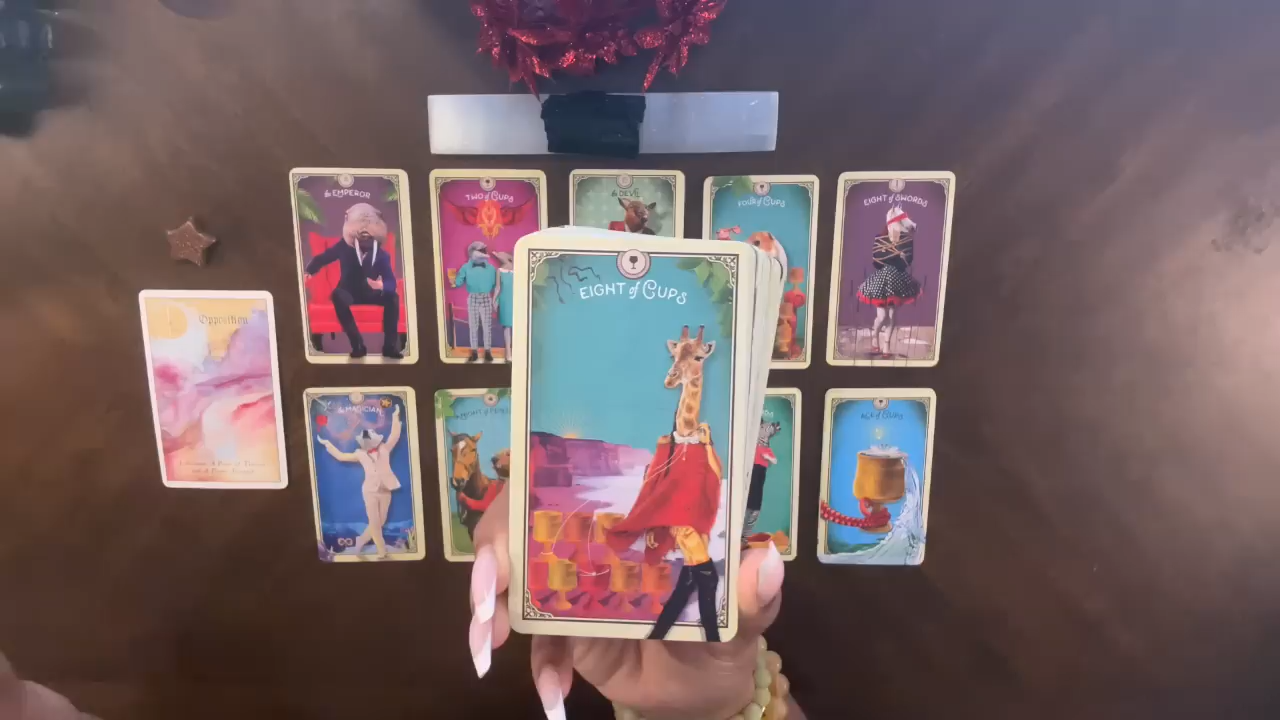 the EMPEROR
TWO of CUPS
the DEVIL
FOUR of CUPS
EIGHT of SWORDS
EIGHT of CUPS
Opposition
the MAGICIAN
ACE of CUPS